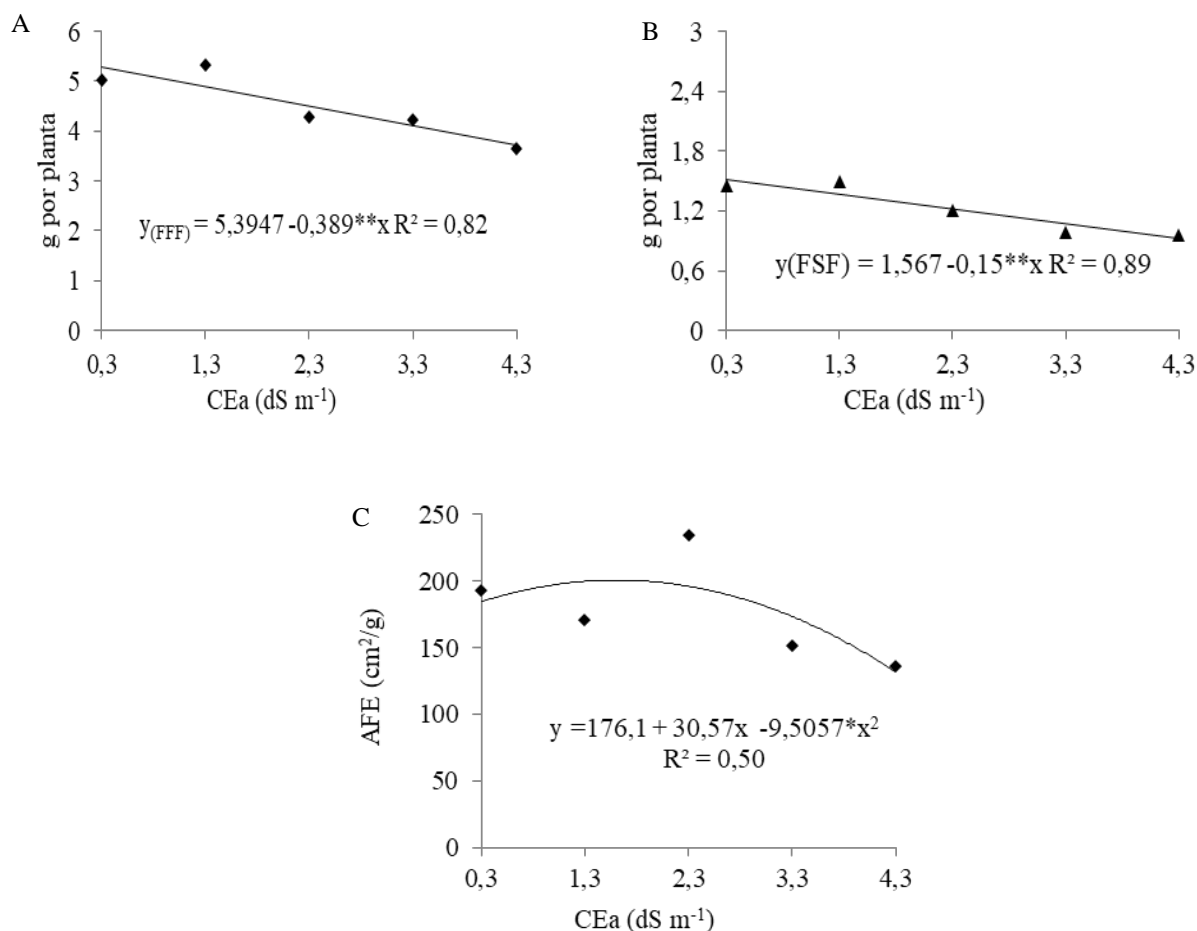 A
6
5
4
3
2
1
0
g por planta
y(FFF) = 5,3947 -0,389**x R² = 0,82
0,3 1,3 2,3 3,3 4,3
CEa (dS m⁻¹)
B
3
2,4
1,8
1,2
0,6
0
g por planta
y(FSF) = 1,567 -0,15**x R² = 0,89
0,3 1,3 2,3 3,3 4,3
CEa (dS m⁻¹)
C
250
200
150
100
50
0
AFE (cm²/g)
y =176,1 + 30,57x -9,5057*x²
R² = 0,50
0,3 1,3 2,3 3,3 4,3
CEa (dS m⁻¹)